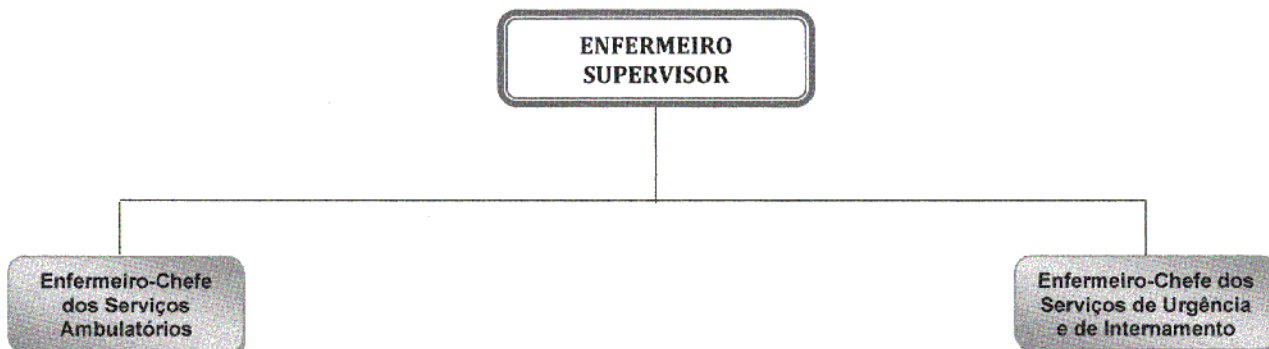 ENFERMEIRO
SUPERVISOR
Enfermeiro-Chefe
dos Serviços
Ambulatórios
Enfermeiro-Chefe dos
Serviços de Urgência
e de Internamento